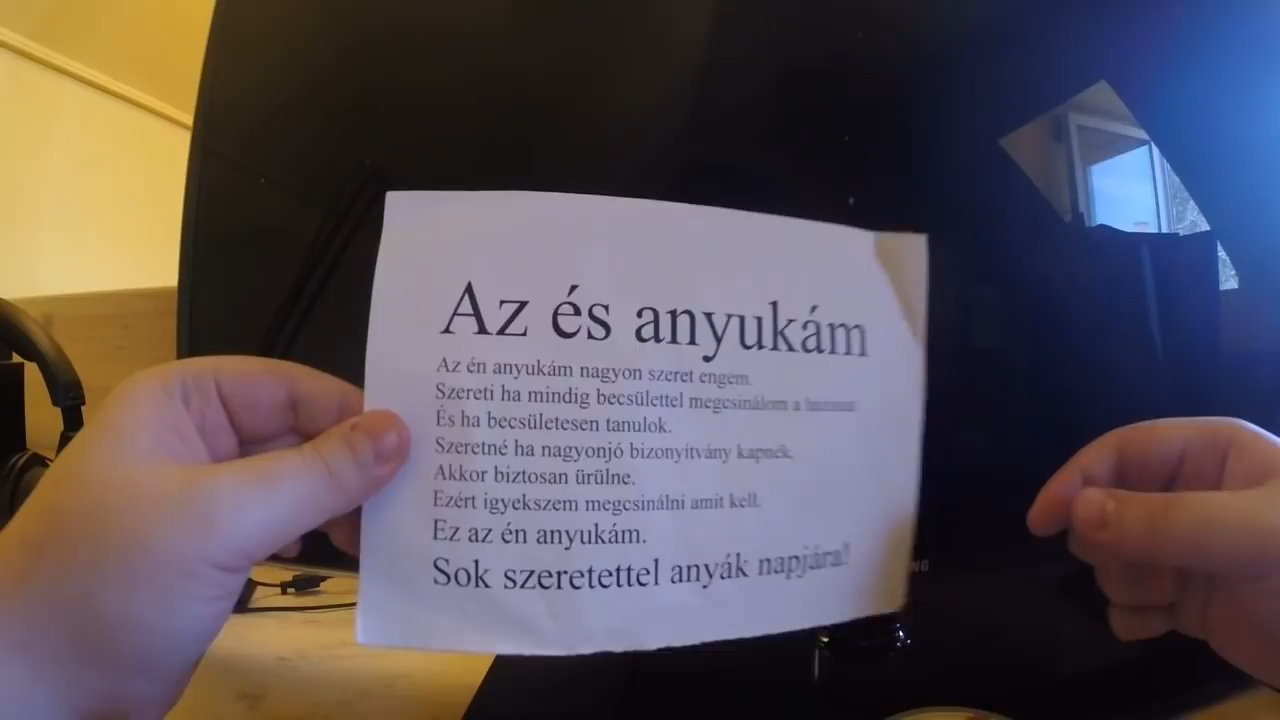 Az és anyukám
Az én anyukám nagyon szeret engem.
Szereti ha mindig becsülettel megcsinálom a
És ha becsületesen tanulok.
Szeretné ha nagyonjó bizonyitvány kapnék.
Akkor biztosan ürülne.
Ezért igyekszem megcsinálni amit kell.
Ez az én anyukám.
Sok szeretettel anyák napjára!